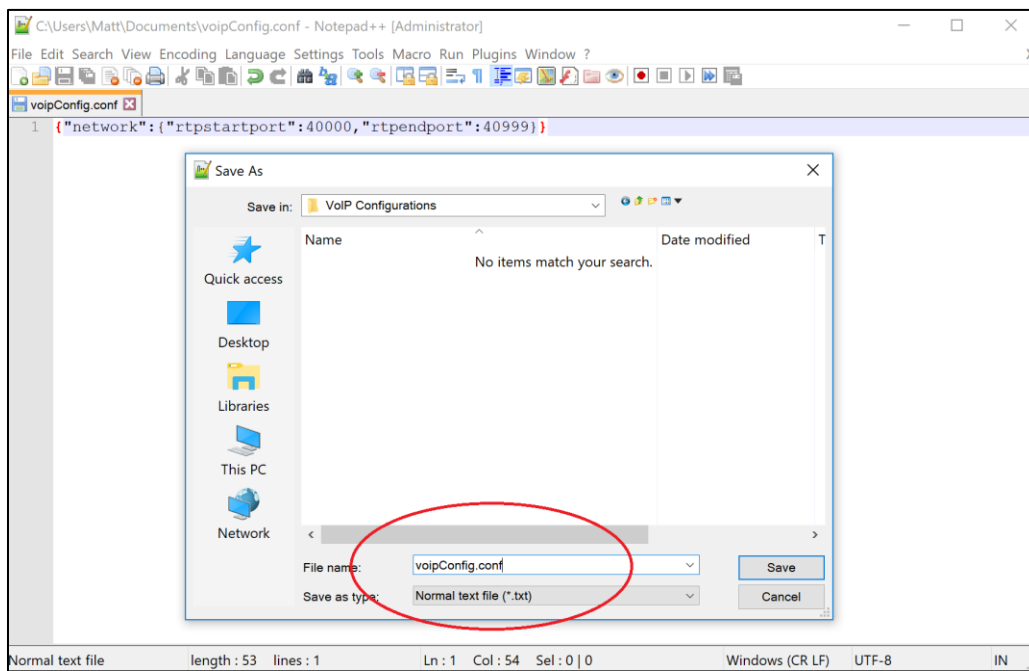 C:\Users\Matt\Documents\voipConfig.conf - Notepad++ [Administrator]
File Edit Search View Encoding Language Settings Tools Macro Run Plugins Window ?
voipConfig.conf
1 {"network":{"rtpstartport":40000,"rtpendport":40999}}
Save As
Save in: VoIP Configurations
Name Date modified T
No items match your search.
Quick access
Desktop
Libraries
This PC
Network
File name: voipConfig.conf Save
Save as type: Normal text file (*.txt) Cancel
Normal text file length : 53 lines : 1 Ln : 1 Col : 54 Sel : 0 | 0 Windows (CR LF) UTF-8 IN